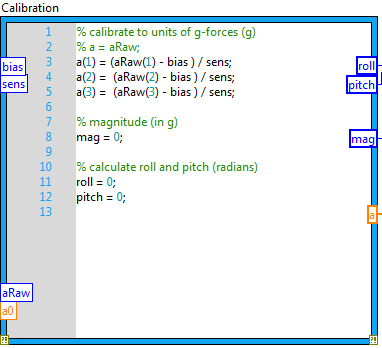 Calibration
1 % calibrate to units of g-forces (g)
2 % a = aRaw;
3 a(1) = (aRaw(1) - bias ) / sens;
4 a(2) =  (aRaw(2) - bias ) / sens;
5 a(3) =  (aRaw(3) - bias ) / sens;
6
7 % magnitude (in g)
8 mag = 0;
9
10 % calculate roll and pitch (radians)
11 roll = 0;
12 pitch = 0;
13
bias
sens
aRaw
a0
roll
pitch
mag
a